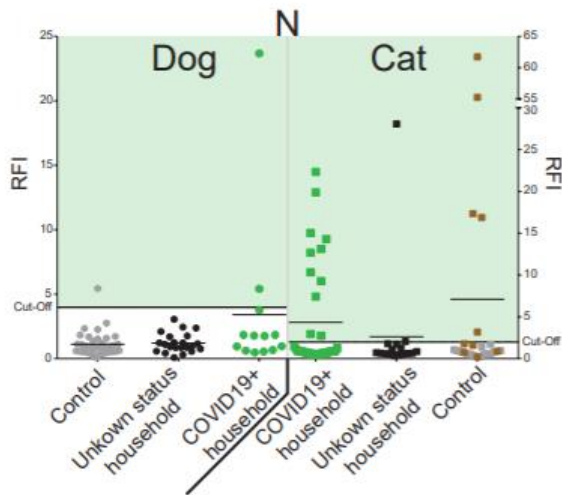 N
Dog
Cat
RFI
25
20
15
10
5
Cut-Off
0
65
60
55
30
25
20
15
10
5
Cut-Off
0
RFI
Control
Unkown status
household
COVID19+
household
COVID19+
household
Unkown status
household
Control